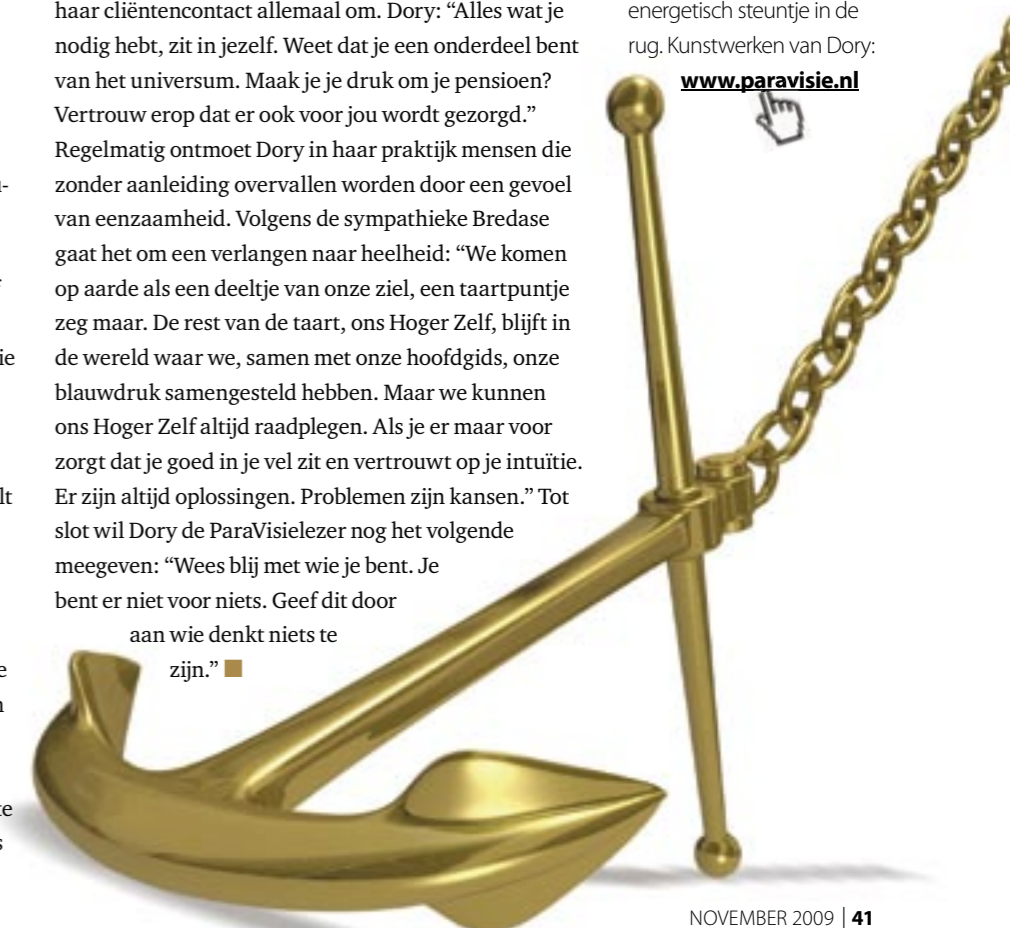 haar cliëntencontact allemaal om. Dory: “Alles wat je
nodig hebt, zit in jezelf. Weet dat je een onderdeel bent
van het universum. Maak je je druk om je pensioen?
Vertrouw erop dat er ook voor jou wordt gezorgd.”
Regelmatig ontmoet Dory in haar praktijk mensen die
zonder aanleiding overvallen worden door een gevoel
van eenzaamheid. Volgens de sympathieke Bredase
gaat het om een verlangen naar heelheid: “We komen
op aarde als een deeltje van onze ziel, een taartpuntje
zeg maar. De rest van de taart, ons Hoger Zelf, blijft in
de wereld waar we, samen met onze hoofdgids, onze
blauwdruk samengesteld hebben. Maar we kunnen
ons Hoger Zelf altijd raadplegen. Als je er maar voor
zorgt dat je goed in je vel zit en vertrouwt op je intuïtie.
Er zijn altijd oplossingen. Problemen zijn kansen.” Tot
slot wil Dory de ParaVisielezer nog het volgende
meegeven: “Wees blij met wie je bent. Je
bent er niet voor niets. Geef dit door
aan wie denkt niets te
zijn.”
energetisch steuntje in de
rug. Kunstwerken van Dory:
www.paravisie.nl
NOVEMBER 2009 | 41